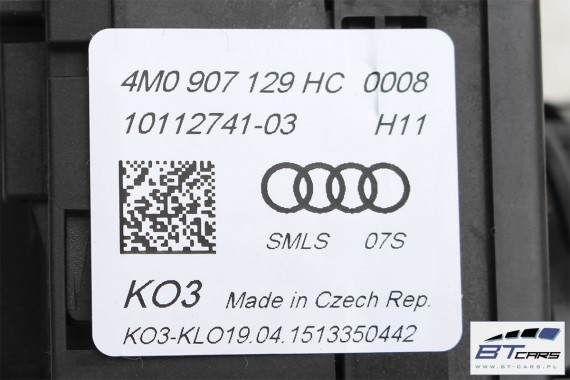 4M0 907 129 HC 0008
10112741-03 H11
SMLS 07S
KO3 Made in Czech Rep.
KO3-KLO19.04.1513350442
BT CARS
WWW.BT-CARS.PL